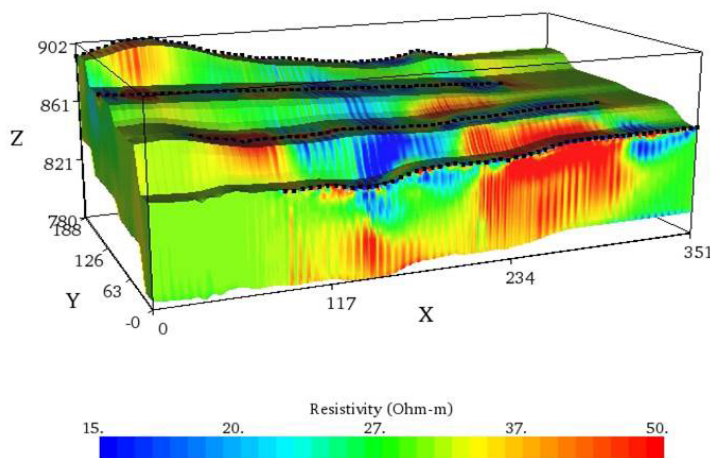 902
861
Z
821
780
188
126
Y
63
-0
0
117
X
234
351
Resistivity (Ohm-m)
15. 20. 27. 37. 50.